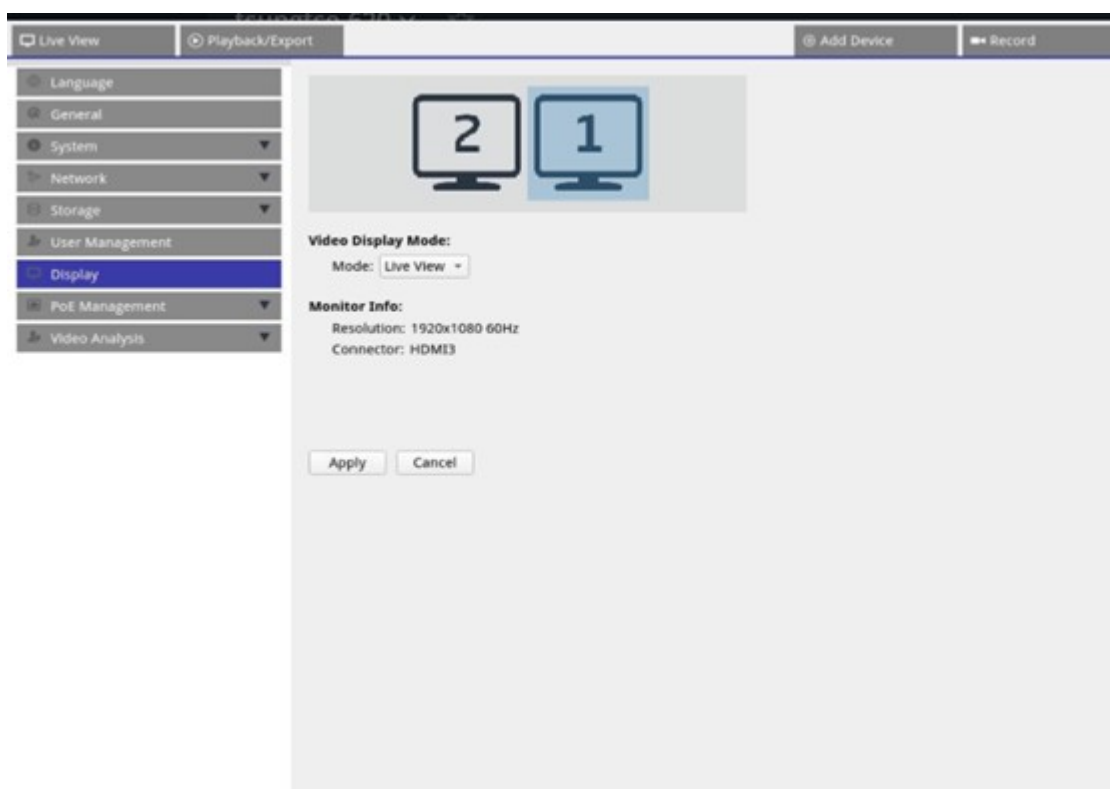 Live View Playback/Export Add Device Record
Language
General
System
Network
Storage
User Management
Display
PoE Management
Video Analysis
2 1
Video Display Mode:
Mode: Live View
Monitor Info:
Resolution: 1920x1080 60Hz
Connector: HDMI3
Apply Cancel